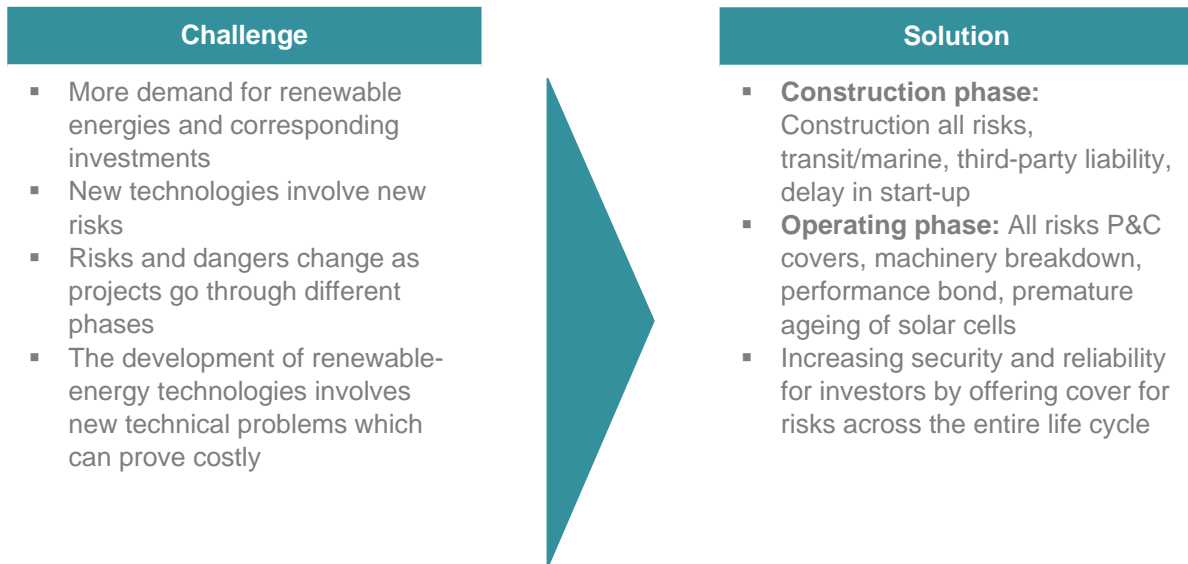 Challenge
▪ More demand for renewable
energies and corresponding
investments
▪ New technologies involve new
risks
▪ Risks and dangers change as
projects go through different
phases
▪ The development of renewable-
energy technologies involves
new technical problems which
can prove costly
Solution
▪ Construction phase:
Construction all risks,
transit/marine, third-party liability,
delay in start-up
▪ Operating phase: All risks P&C
covers, machinery breakdown,
performance bond, premature
ageing of solar cells
▪ Increasing security and reliability
for investors by offering cover for
risks across the entire life cycle